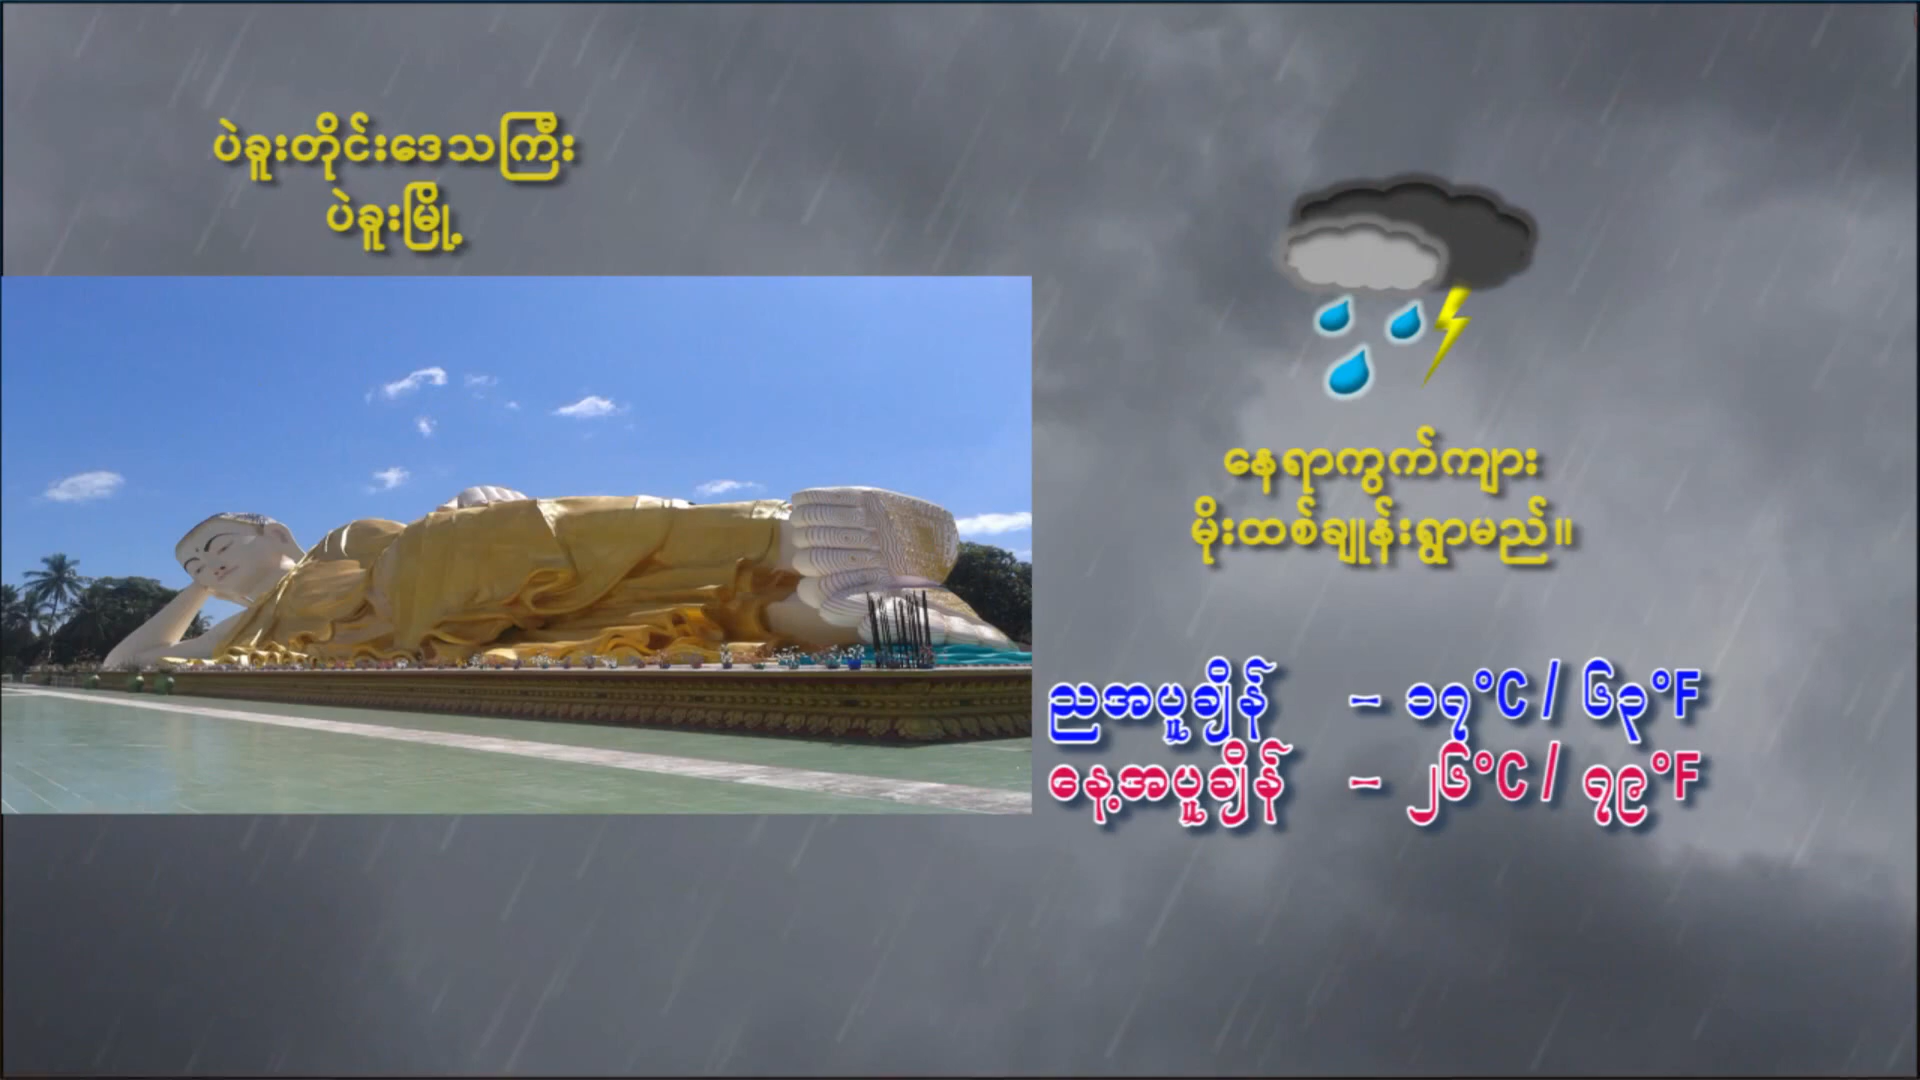 ပဲခူးတိုင်းဒေသကြီး
ပဲခူးမြို့
နေရာကွက်ကျား
မိုးထစ်ချုန်းရွာမည်။
ညအပူချိန် - ၁၇°C / ၆၃°F
နေ့အပူချိန် - ၂၆°C / ၇၉°F